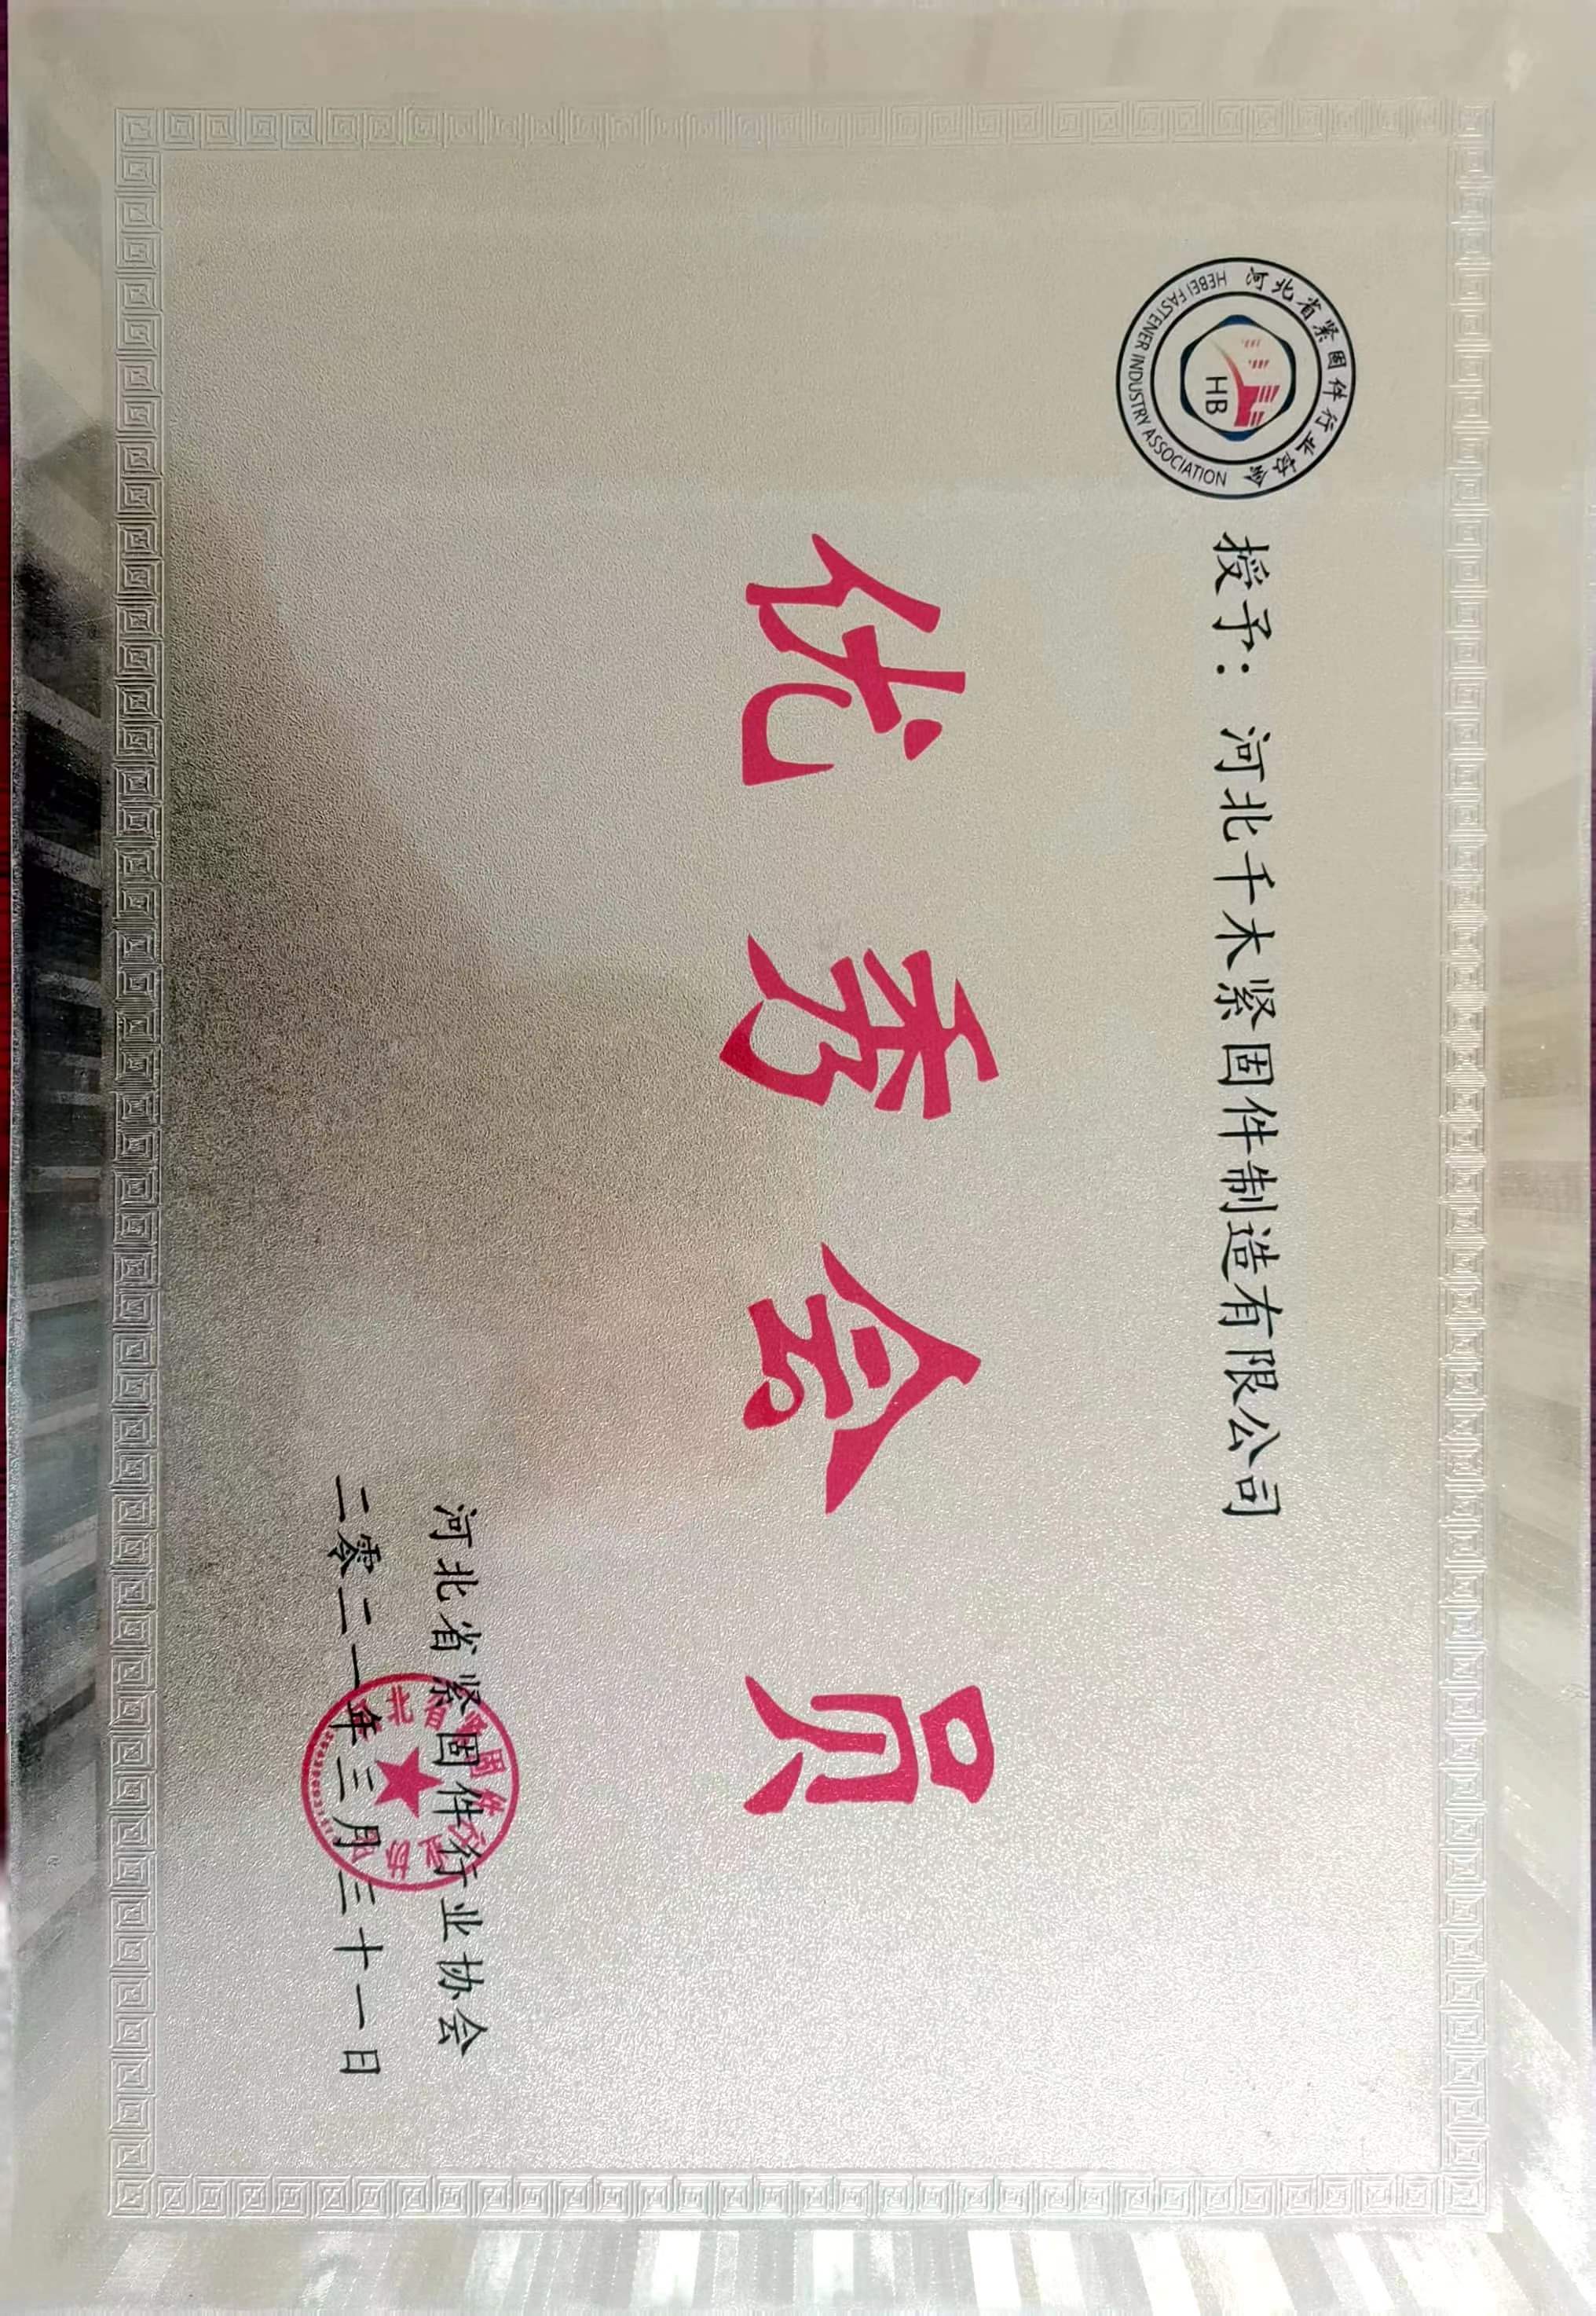 河北省紧固件行业协会
HEBEI FASTENER INDUSTRY ASSOCIATION
HB
授予：河北千木紧固件制造有限公司
优秀会员
河北省紧固件行业协会
二零二一年三月三十一日